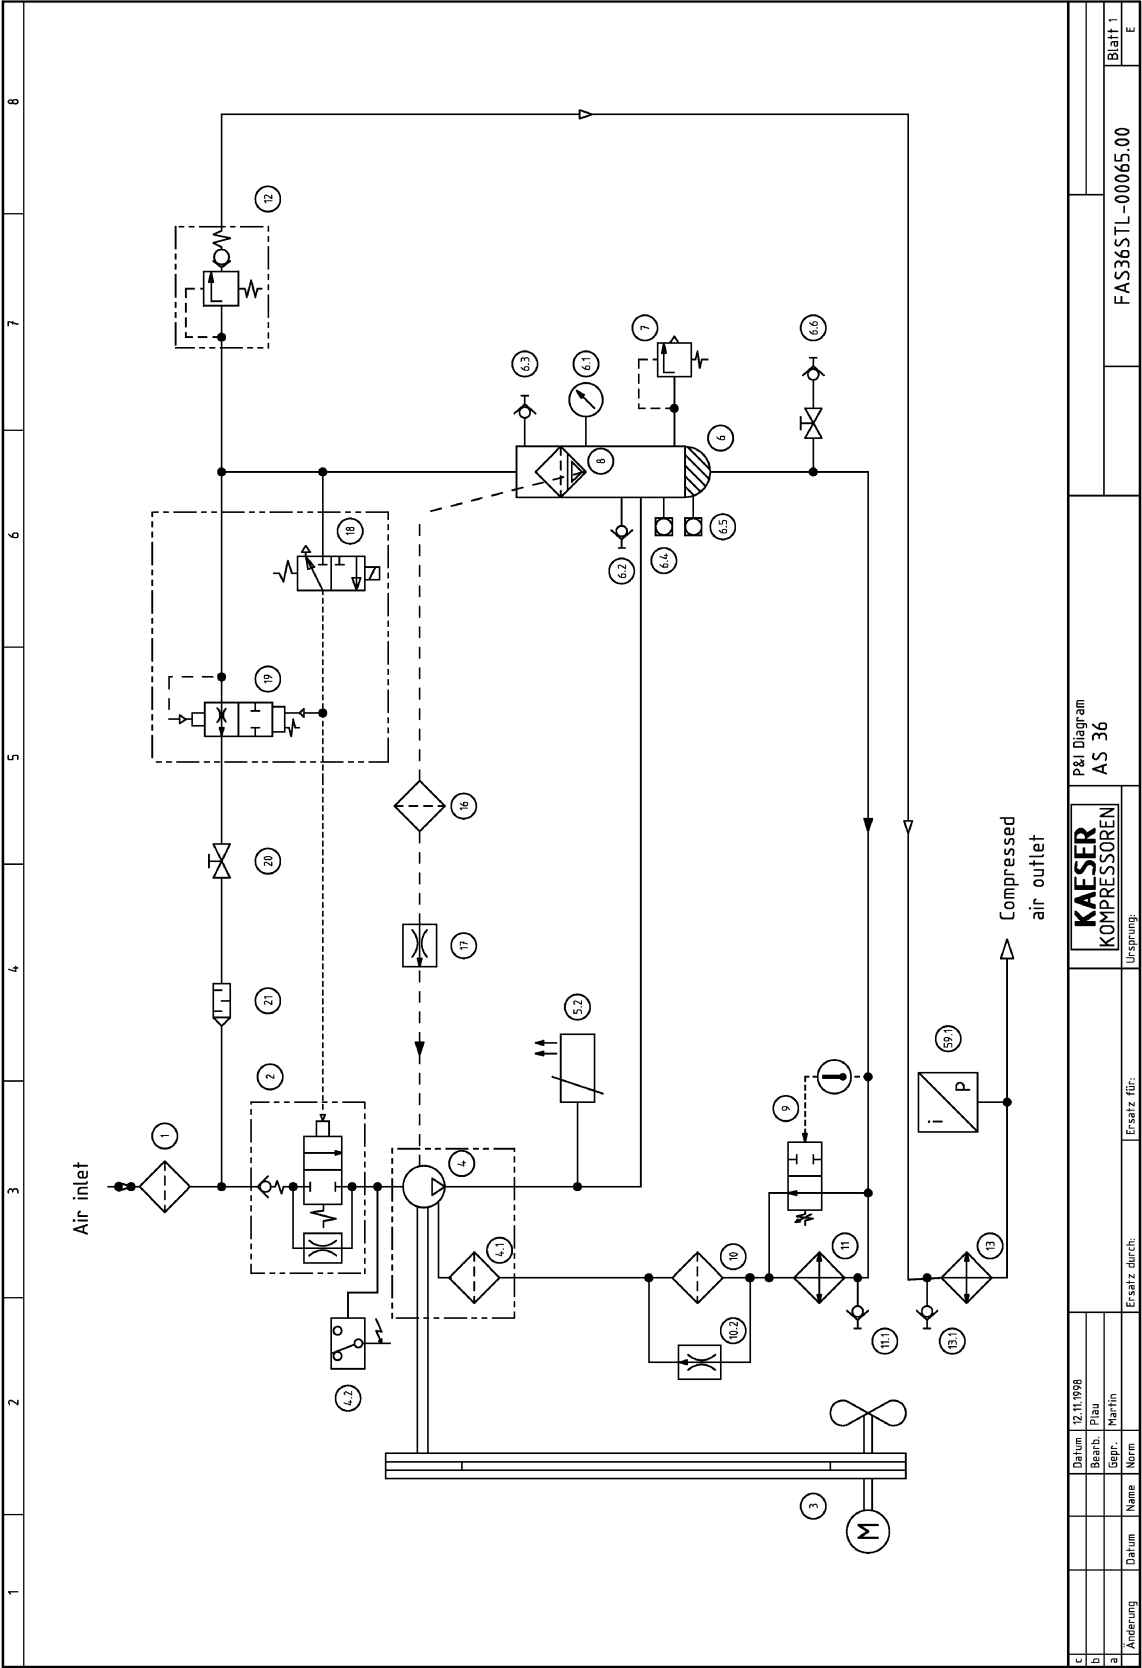 1
2
3
4
5
6
7
8
Air inlet
1
21
20
19
18
12
2
4.2
4
4.1
17
16
5.2
6.2
6.4
6.5
6.3
6.1
8
6
7
6.6
3
M
10.2
10
11.1
11
9
13.1
13
59.1
i
P
Compressed
air outlet
c
b
a
Änderung
Datum
Name
Datum
12.11.1998
Bearb.
Plau
Gepr.
Martin
Norm
Ersatz durch:
Ersatz für:
Ursprung:
KAESER
KOMPRESSOREN
P&I Diagram
AS 36
FAS36STL-00065.00
Blatt 1
E